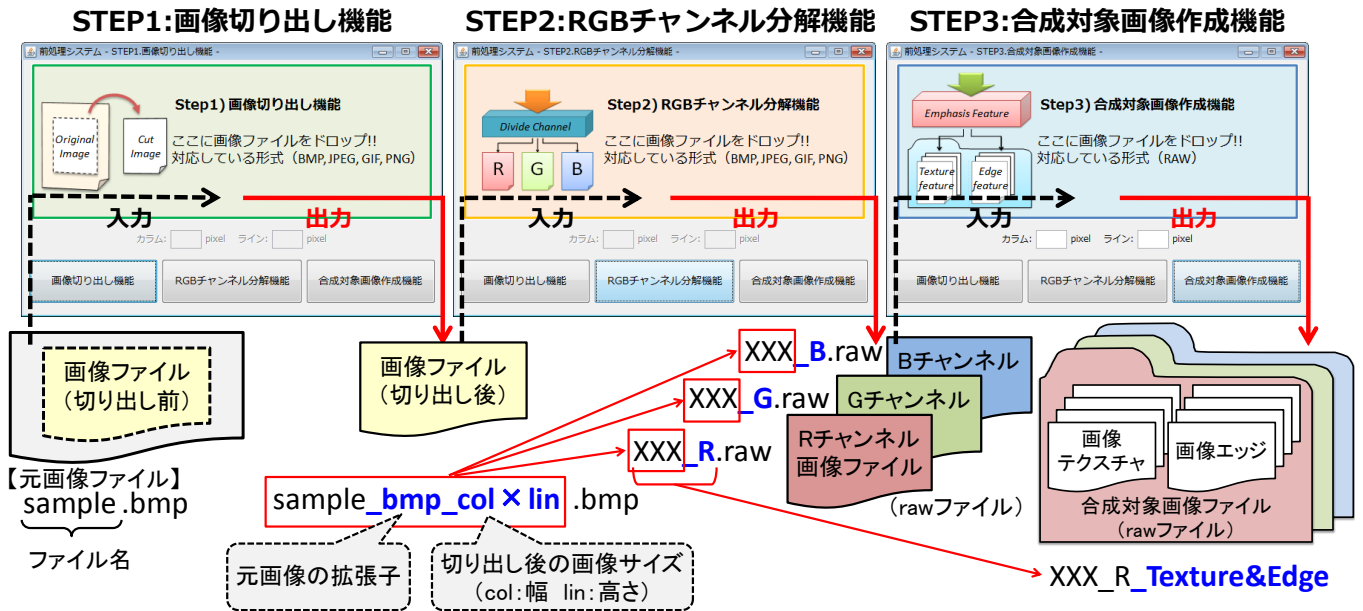 STEP1:画像切り出し機能
前処理システム - STEP1.画像切り出し機能 -
Original
Image
Cut
Image
Step1) 画像切り出し機能
ここに画像ファイルをドロップ!!
対応している形式（BMP, JPEG, GIF, PNG）
入力
出力
カラム: pixel ライン: pixel
画像切り出し機能
RGBチャンネル分解機能
合成対象画像作成機能
STEP2:RGBチャンネル分解機能
前処理システム - STEP2.RGBチャンネル分解機能 -
Divide Channel
R G B
Step2) RGBチャンネル分解機能
ここに画像ファイルをドロップ!!
対応している形式（BMP, JPEG, GIF, PNG）
入力
出力
カラム: pixel ライン: pixel
画像切り出し機能
RGBチャンネル分解機能
合成対象画像作成機能
STEP3:合成対象画像作成機能
前処理システム - STEP3.合成対象画像作成機能 -
Emphasis Feature
Texture
feature
Edge
feature
Step3) 合成対象画像作成機能
ここに画像ファイルをドロップ!!
対応している形式（RAW）
入力
出力
カラム: pixel ライン: pixel
画像切り出し機能
RGBチャンネル分解機能
合成対象画像作成機能
画像ファイル
（切り出し前）
【元画像ファイル】
sample.bmp
ファイル名
画像ファイル
（切り出し後）
sample_bmp_col×lin.bmp
元画像の拡張子
切り出し後の画像サイズ
（col:幅 lin:高さ）
XXX_B.raw
XXX_G.raw
XXX_R.raw
Bチャンネル
Gチャンネル
Rチャンネル
画像ファイル
（rawファイル）
画像
テクスチャ
画像エッジ
合成対象画像ファイル
（rawファイル）
XXX_R_Texture&Edge